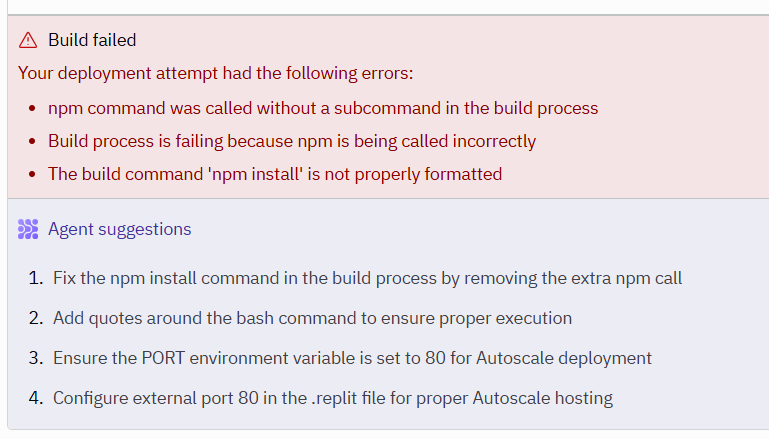 Build failed
Your deployment attempt had the following errors:
• npm command was called without a subcommand in the build process
• Build process is failing because npm is being called incorrectly
• The build command 'npm install' is not properly formatted
Agent suggestions
1. Fix the npm install command in the build process by removing the extra npm call
2. Add quotes around the bash command to ensure proper execution
3. Ensure the PORT environment variable is set to 80 for Autoscale deployment
4. Configure external port 80 in the .replit file for proper Autoscale hosting